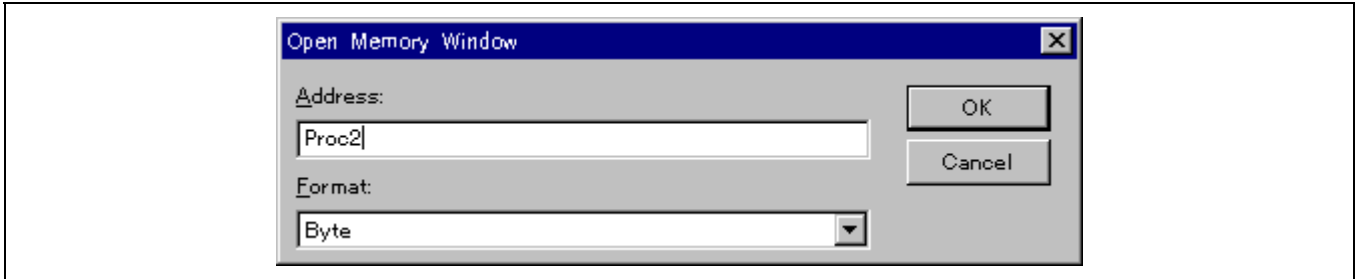 Open Memory Window
Address:
OK
Proc2
Cancel
Format:
Byte